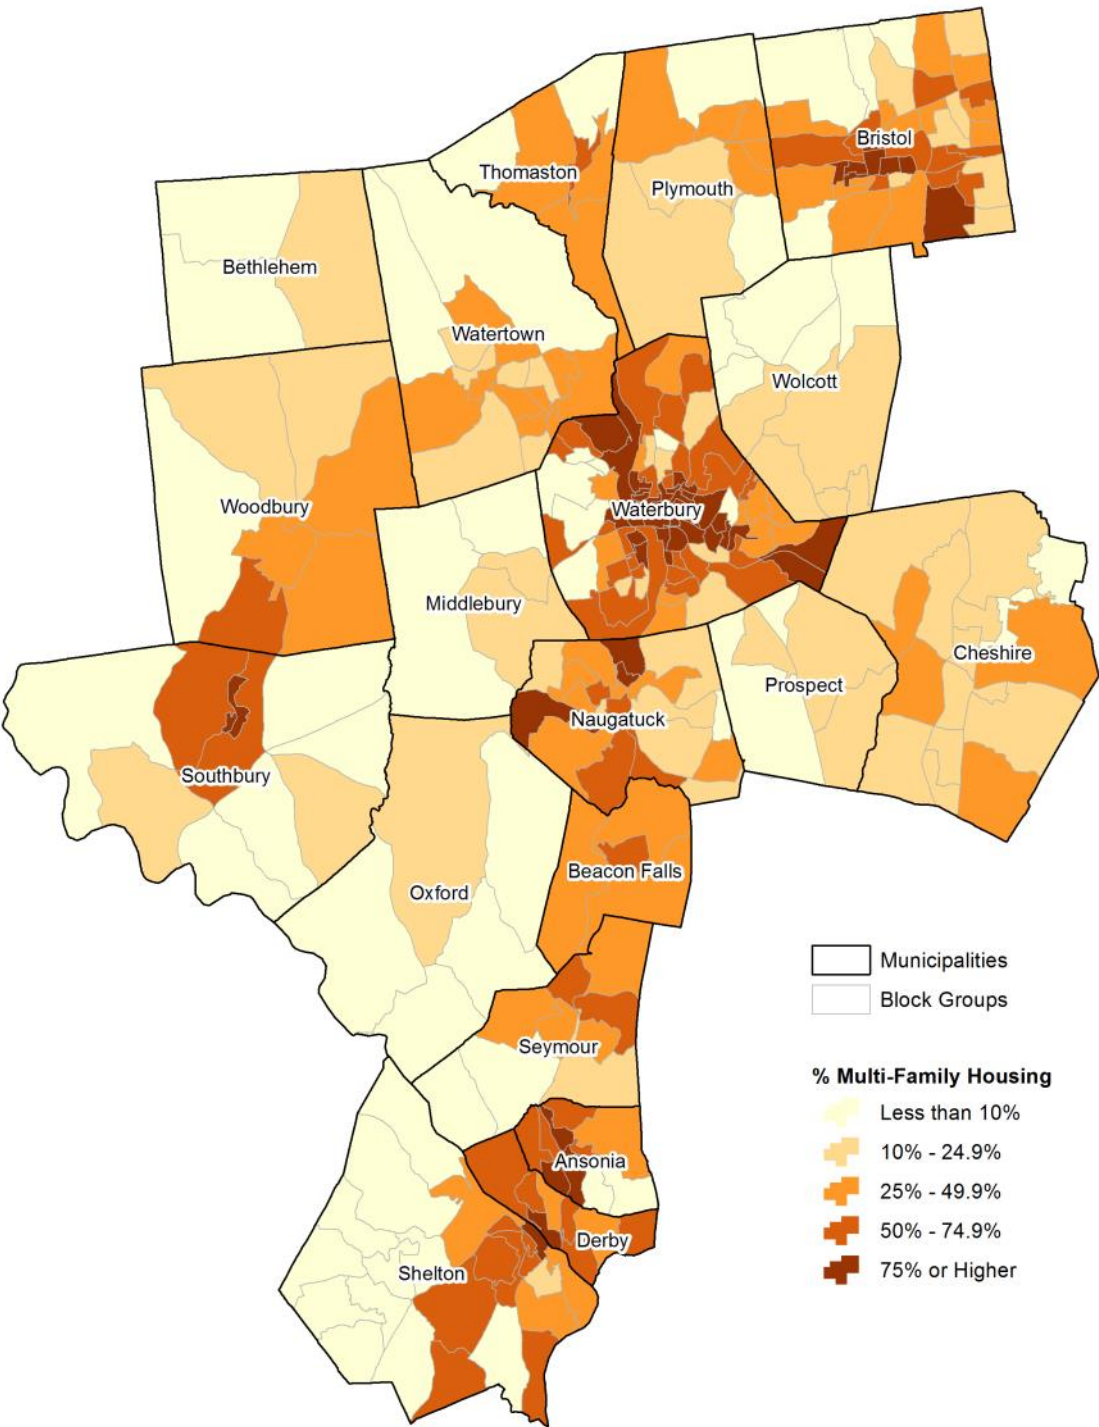 Bristol
Thomaston
Plymouth
Bethlehem
Watertown
Wolcott
Woodbury
Waterbury
Middlebury
Cheshire
Prospect
Naugatuck
Southbury
Beacon Falls
Oxford
Municipalities
Block Groups
Seymour
% Multi-Family Housing
Less than 10%
10% - 24.9%
25% - 49.9%
50% - 74.9%
75% or Higher
Ansonia
Derby
Shelton